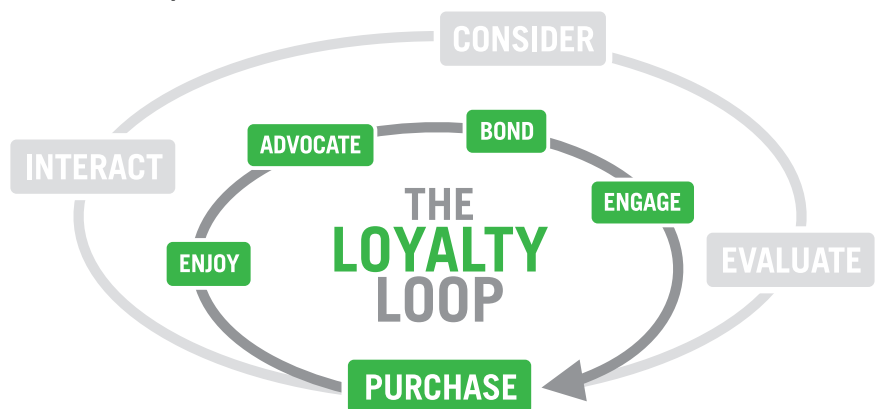 CONSIDER
ADVOCATE
BOND
INTERACT
THE
LOYALTY
LOOP
ENGAGE
ENJOY
EVALUATE
PURCHASE